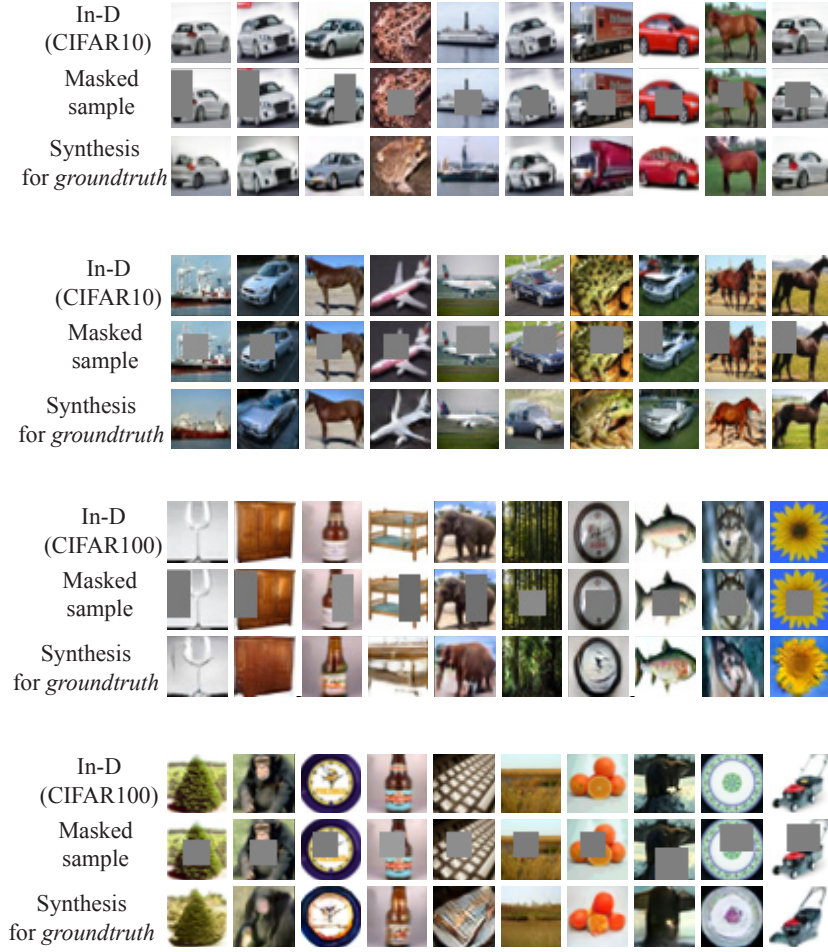 In-D
(CIFAR10)
Masked
sample
Synthesis
for groundtruth
In-D
(CIFAR10)
Masked
sample
Synthesis
for groundtruth
In-D
(CIFAR100)
Masked
sample
Synthesis
for groundtruth
In-D
(CIFAR100)
Masked
sample
Synthesis
for groundtruth